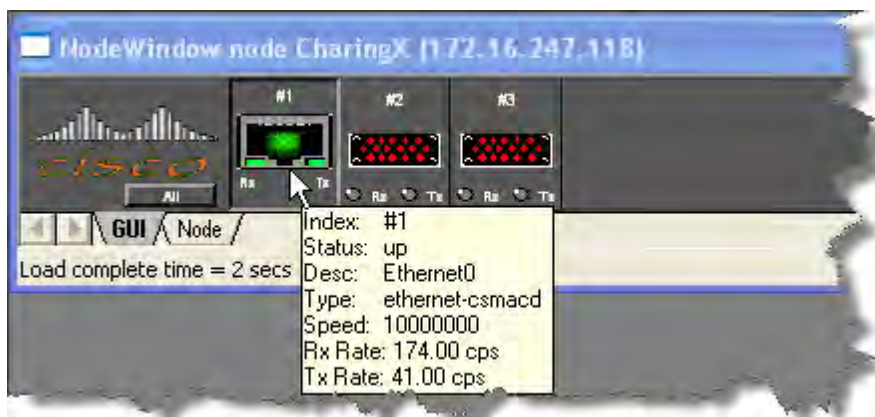 NodeWindow node CharingX (172.16.247.118)
#1 #2 #3
CISCO
All
Rx Tx Rx Tx Rx Tx
GUI Node
Load complete time = 2 secs
Index: #1
Status: up
Desc: Ethernet0
Type: ethernet-csmacd
Speed: 10000000
Rx Rate: 174.00 cps
Tx Rate: 41.00 cps